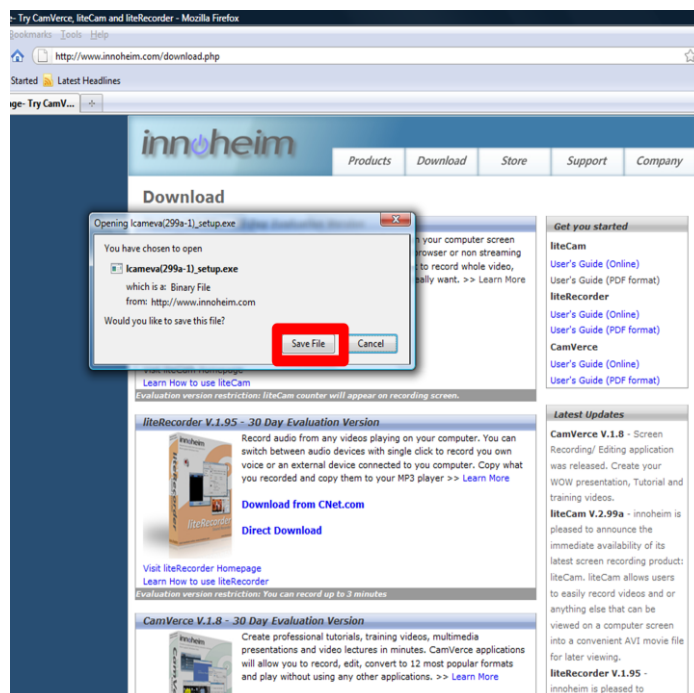 e- Try CamVerce, liteCam and liteRecorder - Mozilla Firefox
Bookmarks Tools Help
http://www.innoheim.com/download.php
Started Latest Headlines
age- Try CamV...
innoheim
Products Download Store Support Company
Download
Opening lcameva(299a-1)_setup.exe
You have chosen to open
lcameva(299a-1)_setup.exe
which is a: Binary File
from: http://www.innoheim.com
Would you like to save this file?
Save File Cancel
your computer screen
browser or non streaming
to record whole video,
really want. >> Learn More
Visit liteCam Homepage
Learn How to use liteCam
Evaluation version restriction: liteCam counter will appear on recording screen.
liteRecorder V.1.95 - 30 Day Evaluation Version
Record audio from any videos playing on your computer. You can
switch between audio devices with single click to record you own
voice or an external device connected to you computer. Copy what
you recorded and copy them to your MP3 player >> Learn More
Download from CNet.com
Direct Download
Visit liteRecorder Homepage
Learn How to use liteRecorder
Evaluation version restriction: You can record up to 3 minutes
CamVerce V.1.8 - 30 Day Evaluation Version
Create professional tutorials, training videos, multimedia
presentations and video lectures in minutes. CamVerce applications
will allow you to record, edit, convert to 12 most popular formats
and play without using any other applications. >> Learn More
Get you started
liteCam
User's Guide (Online)
User's Guide (PDF format)
liteRecorder
User's Guide (Online)
User's Guide (PDF format)
CamVerce
User's Guide (Online)
User's Guide (PDF format)
Latest Updates
CamVerce V.1.8 - Screen
Recording/ Editing application
was released. Create your
WOW presentation, Tutorial and
training videos.
liteCam V.2.99a - innoheim is
pleased to announce the
immediate availability of its
latest screen recording product:
liteCam. liteCam allows users
to easily record videos and or
anything else that can be
viewed on a computer screen
into a convenient AVI movie file
for later viewing.
liteRecorder V.1.95 -
innoheim is pleased to